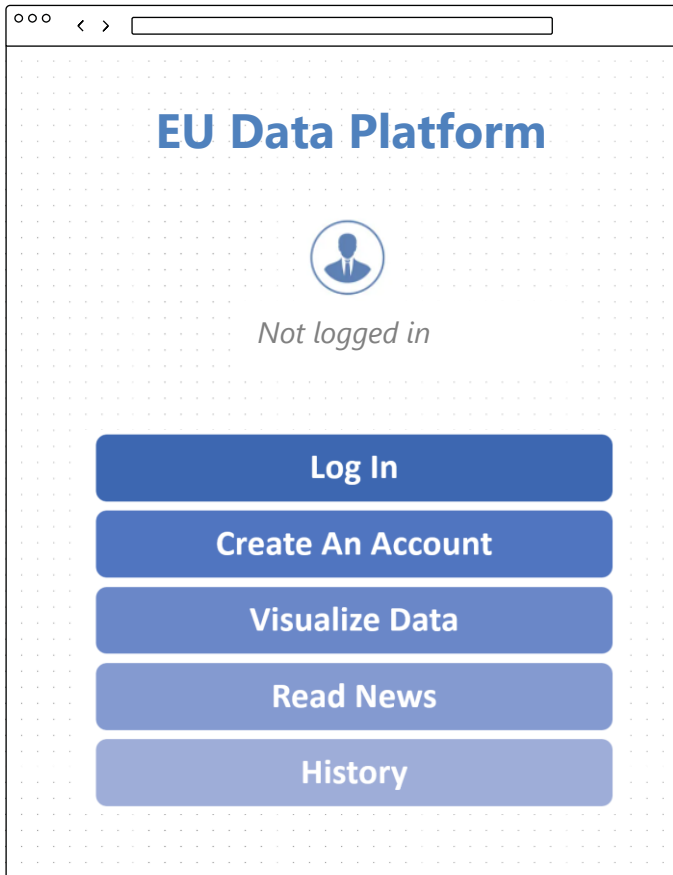 EU Data Platform
Not logged in
Log In
Create An Account
Visualize Data
Read News
History